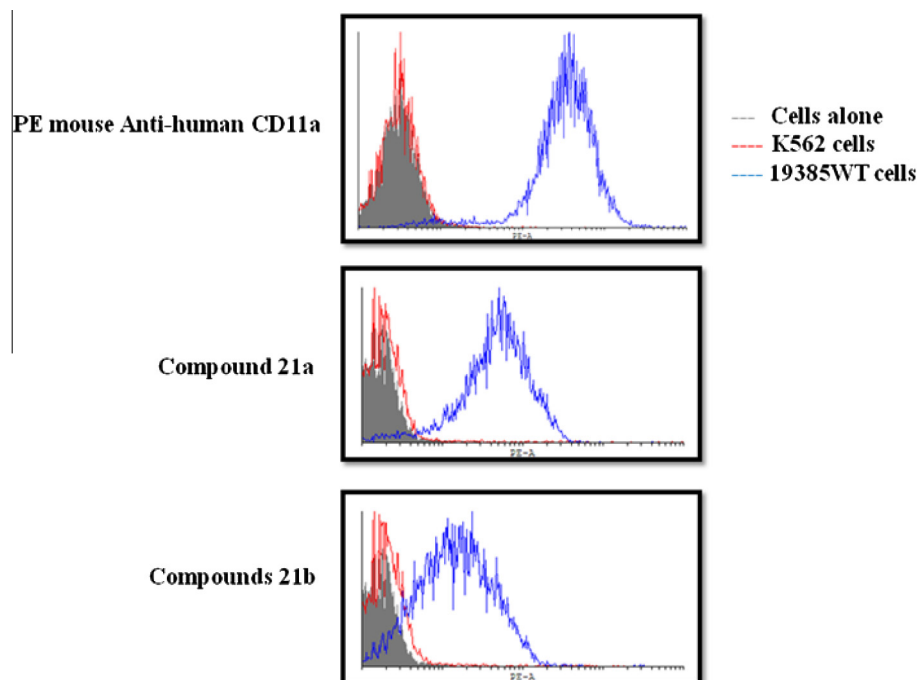 PE mouse Anti-human CD11a
PE-A
Cells alone
K562 cells
19385WT cells
Compound 21a
PE-A
Compounds 21b
PE-A